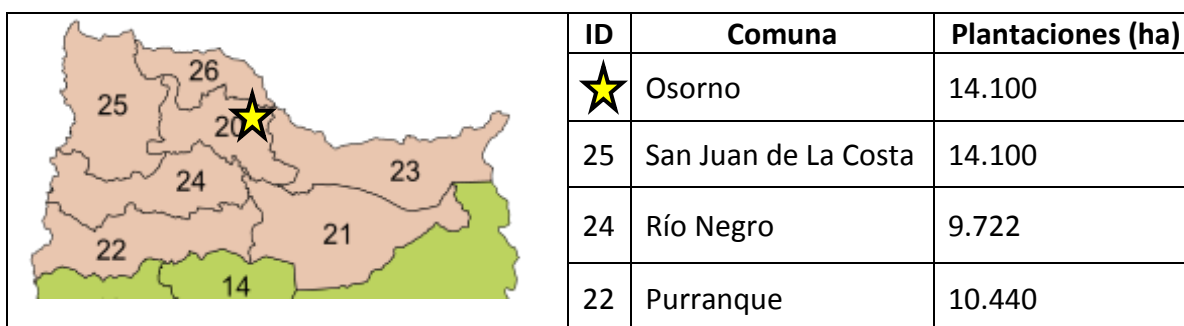 26
25
20
23
24
21
22
14
ID Comuna Plantaciones (ha)
Osorno 14.100
25 San Juan de La Costa 14.100
24 Río Negro 9.722
22 Purranque 10.440